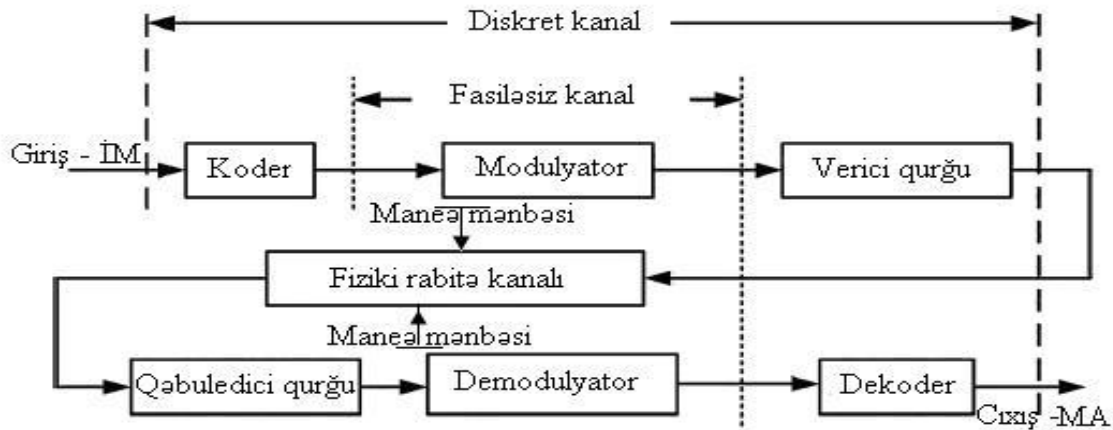 Diskret kanal
Fasiləsiz kanal
Giriş - İM
Koder
Modulyator
Verici qurğu
Maneə mənbəsi
Fiziki rabitə kanalı
Maneə mənbəsi
Qəbuledici qurğu
Demodulyator
Dekoder
Cıxış -MA